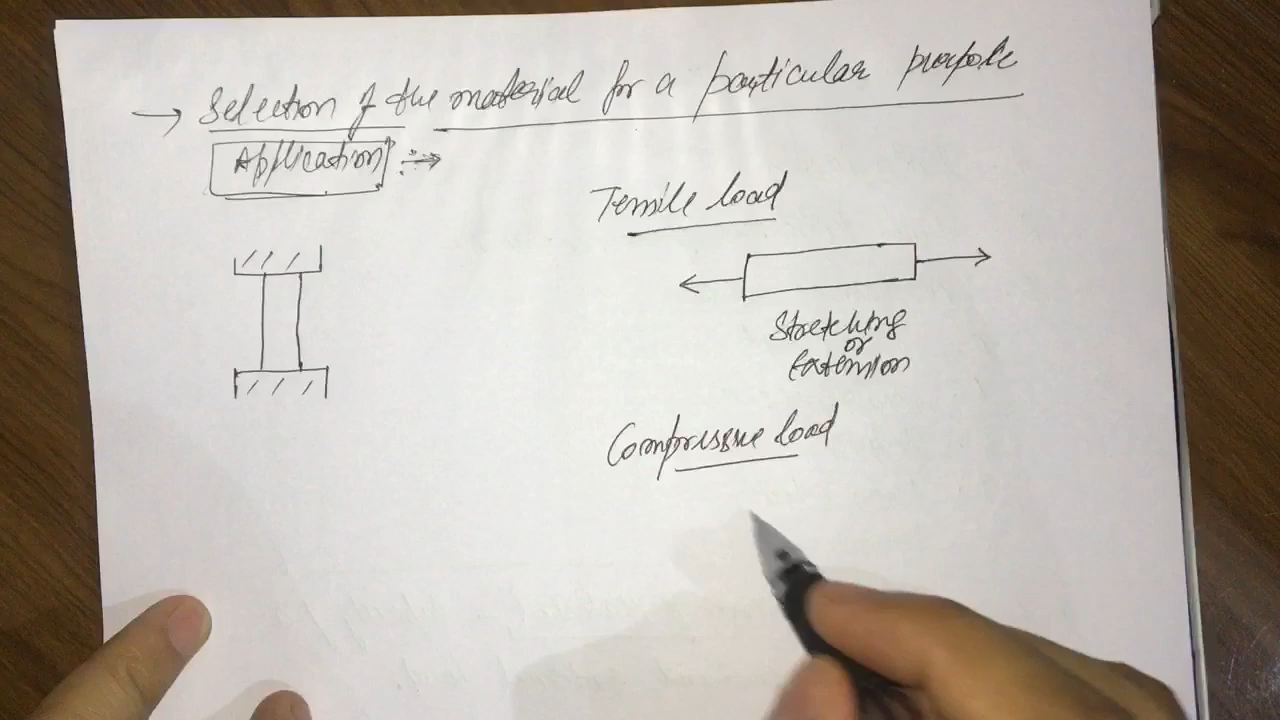 → Selection of the material for a particular purpose
Application :→
Tensile load
Stretching
or
Extension
Compressive load